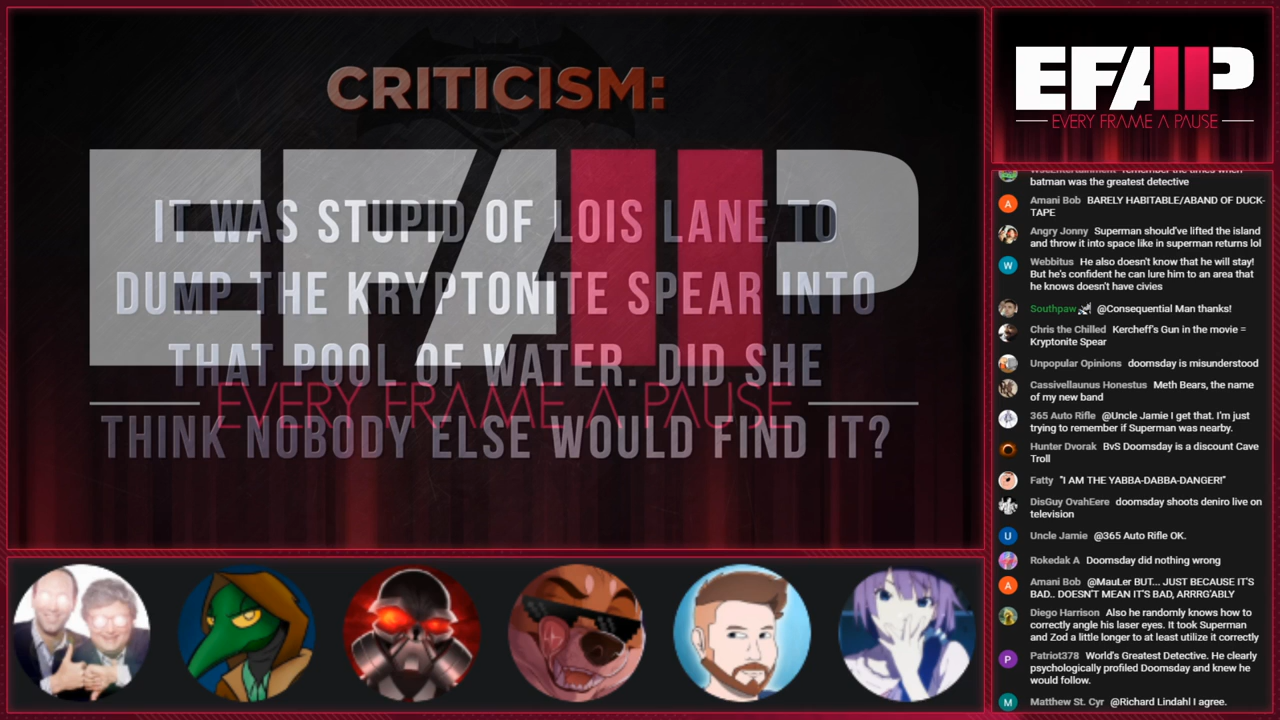 CRITICISM:
EFAP
IT WAS STUPID OF LOIS LANE TO
DUMP THE KRYPTONITE SPEAR INTO
THAT POOL OF WATER. DID SHE
EVERY FRAME A PAUSE
THINK NOBODY ELSE WOULD FIND IT?
EFAP
EVERY FRAME A PAUSE
batman was the greatest detective
A Amani Bob BARELY HABITABLE/ABAND OF DUCK-
TAPE
Angry Jonny Superman should've lifted the island
and throw it into space like in superman returns lol
W Webbitus He also doesn't know that he will stay!
But he's confident he can lure him to an area that
he knows doesn't have civies
Southpaw @Consequential Man thanks!
Chris the Chilled Kercheff's Gun in the movie =
Kryptonite Spear
Unpopular Opinions doomsday is misunderstood
Cassivellaunus Honestus Meth Bears, the name
of my new band
365 Auto Rifle @Uncle Jamie I get that. I'm just
trying to remember if Superman was nearby.
Hunter Dvorak BvS Doomsday is a discount Cave
Troll
Fatty "I AM THE YABBA-DABBA-DANGER!"
DisGuy OvahEere doomsday shoots deniro live on
television
U Uncle Jamie @365 Auto Rifle OK.
Rokedak A Doomsday did nothing wrong
A Amani Bob @MauLer BUT... JUST BECAUSE IT'S
BAD.. DOESN'T MEAN IT'S BAD, ARRRG'ABLY
Diego Harrison Also he randomly knows how to
correctly angle his laser eyes. It took Superman
and Zod a little longer to at least utilize it correctly
P Patriot378 World's Greatest Detective. He clearly
psychologically profiled Doomsday and knew he
would follow.
M Matthew St. Cyr @Richard Lindahl I agree.